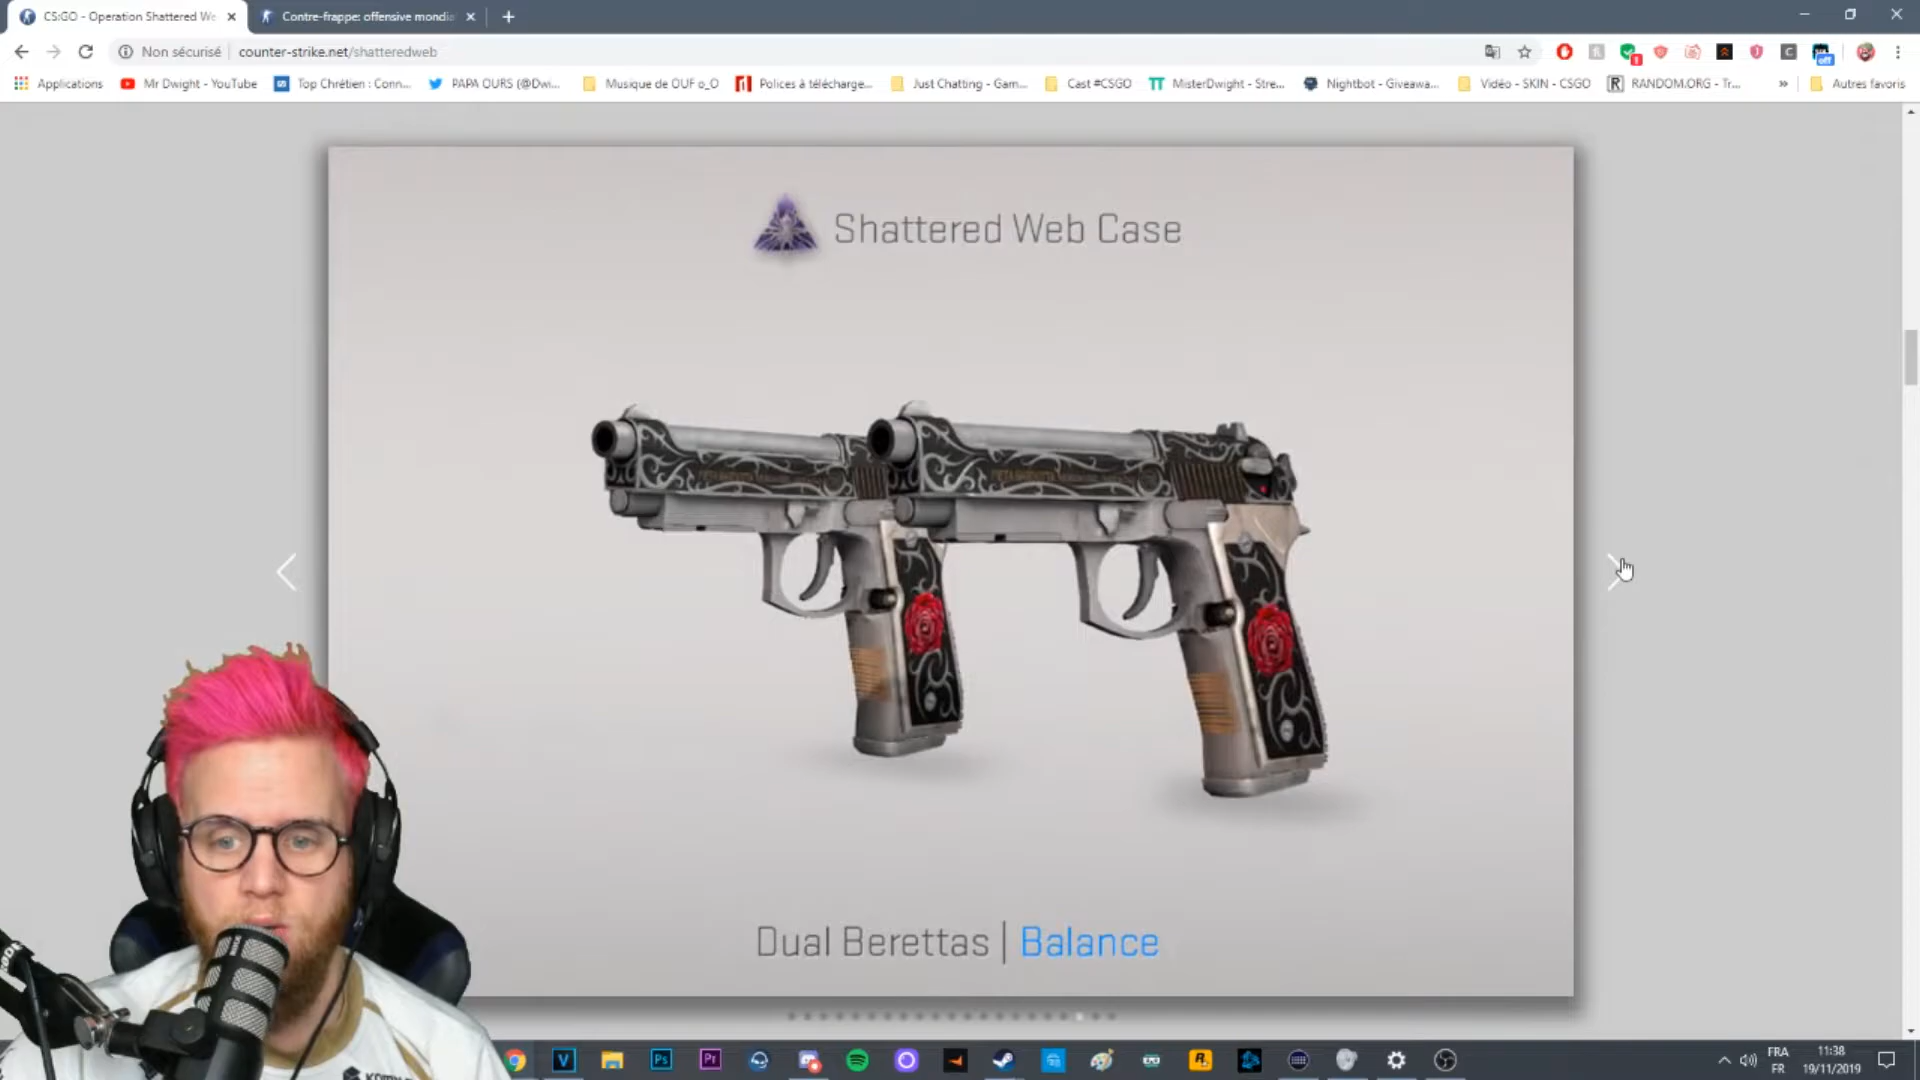 CS:GO - Operation Shattered We
Contre-frappe: offensive mondia
Non sécurisé
counter-strike.net/shatteredweb
Applications
Mr Dwight - YouTube
Top Chrétien : Conn...
PAPA OURS (@Dwi...
Musique de OUF o_O
Polices à télécharge...
Just Chatting - Gam...
Cast #CSGO
MisterDwight - Stre...
Nightbot - Giveawa...
Vidéo - SKIN - CSGO
RANDOM.ORG - Tr...
Autres favoris
off
Shattered Web Case
Dual Berettas | Balance
V
Ps
Pr
FRA
FR
11:38
19/11/2019